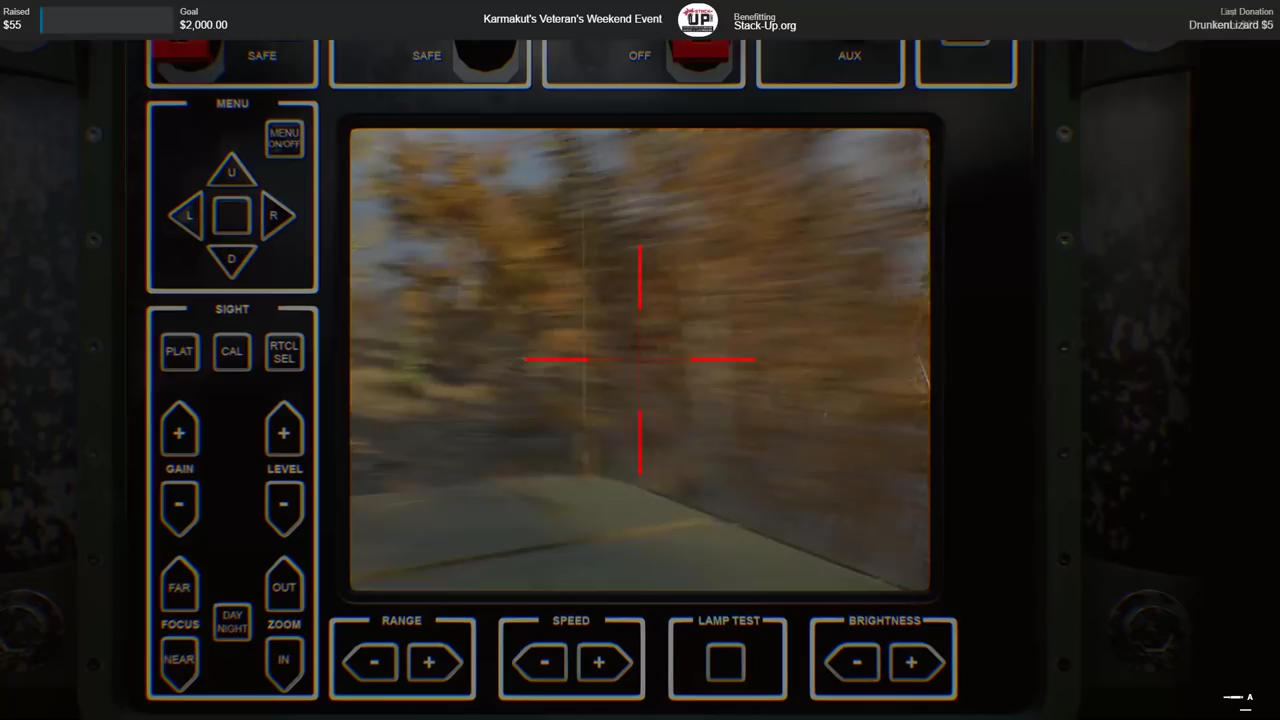 Raised
$55
Goal
$2,000.00
Karmakut's Veteran's Weekend Event
STACK
UP
Benefitting
Stack-Up.org
Last Donation
DrunkenLizard $5
SAFE
SAFE
OFF
AUX
MENU
MENU
ON/OFF
U
L
R
D
SIGHT
PLAT
CAL
RTCL
SEL
+
+
GAIN
LEVEL
-
-
FAR
OUT
DAY
NIGHT
FOCUS
ZOOM
NEAR
IN
RANGE
- +
SPEED
- +
LAMP TEST
BRIGHTNESS
- +
A